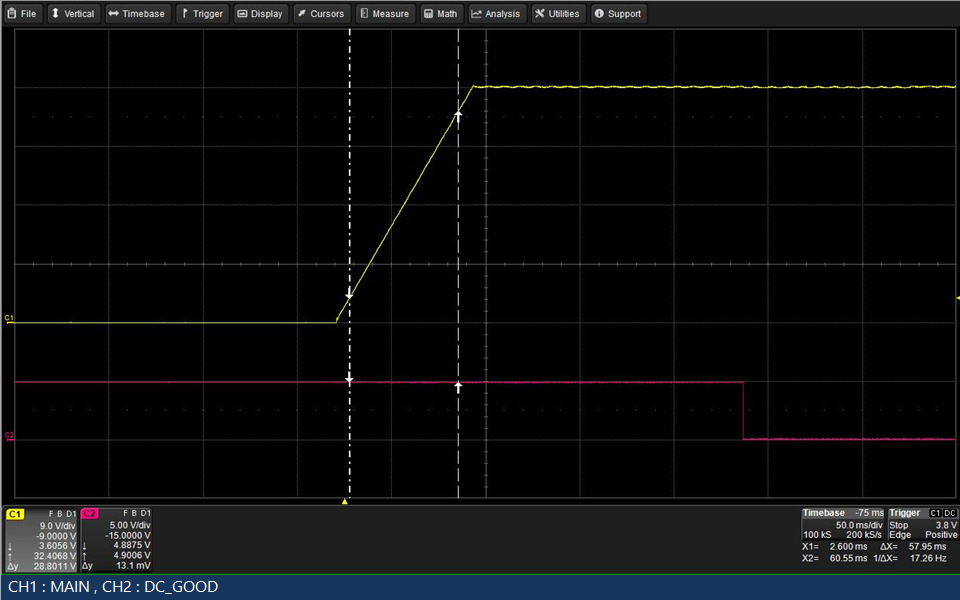 File Vertical Timebase Trigger Display Cursors Measure Math Analysis Utilities Support
C1
C2
C1 F B D1
9.0 V/div
-9.0000 V
↓ 3.6056 V
↑ 32.4068 V
Δy 28.8011 V
C2 F B D1
5.00 V/div
-15.0000 V
↓ 4.8875 V
↑ 4.9006 V
Δy 13.1 mV
Timebase -75 ms
50.0 ms/div
100 kS 200 kS/s
Trigger C1 DC
Stop 3.8 V
Edge Positive
X1= 2.600 ms ΔX= 57.95 ms
X2= 60.55 ms 1/ΔX= 17.26 Hz
CH1 : MAIN , CH2 : DC_GOOD